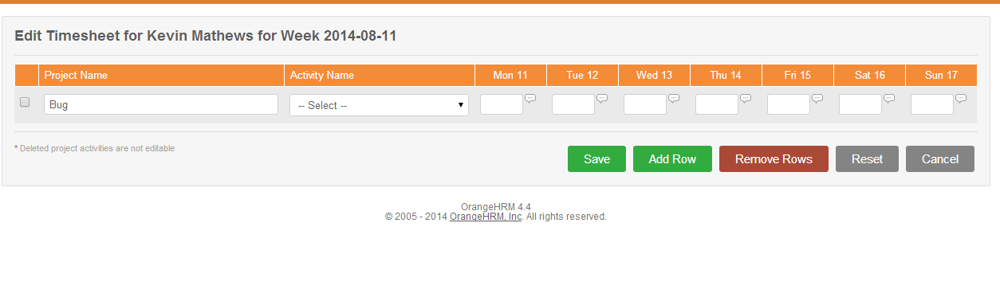 Edit Timesheet for Kevin Mathews for Week 2014-08-11
Project Name Activity Name Mon 11 Tue 12 Wed 13 Thu 14 Fri 15 Sat 16 Sun 17
Bug -- Select --
* Deleted project activities are not editable
Save Add Row Remove Rows Reset Cancel
OrangeHRM 4.4
© 2005 - 2014 OrangeHRM, Inc. All rights reserved.